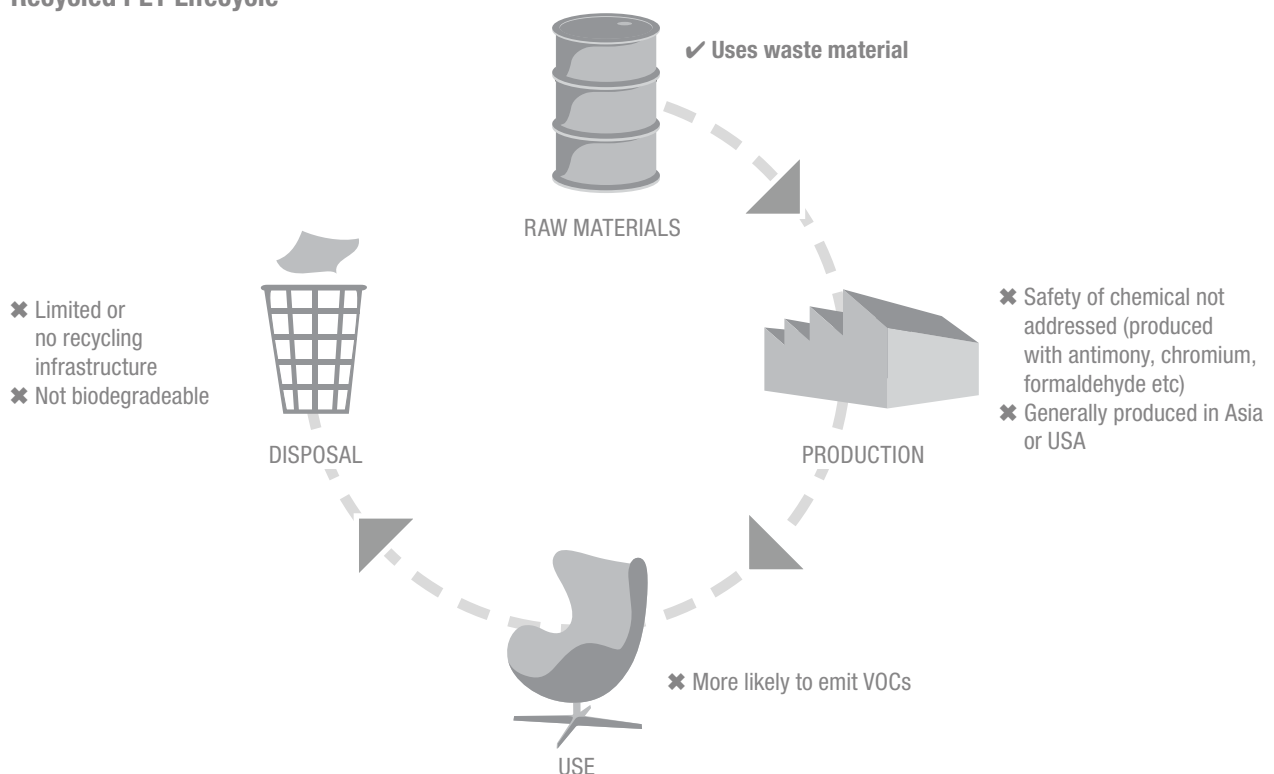 Recycled PET Lifecycle
✔ Uses waste material
RAW MATERIALS
✖ Safety of chemical not
addressed (produced
with antimony, chromium,
formaldehyde etc)
✖ Generally produced in Asia
or USA
PRODUCTION
✖ More likely to emit VOCs
USE
✖ Limited or
no recycling
infrastructure
✖ Not biodegradeable
DISPOSAL